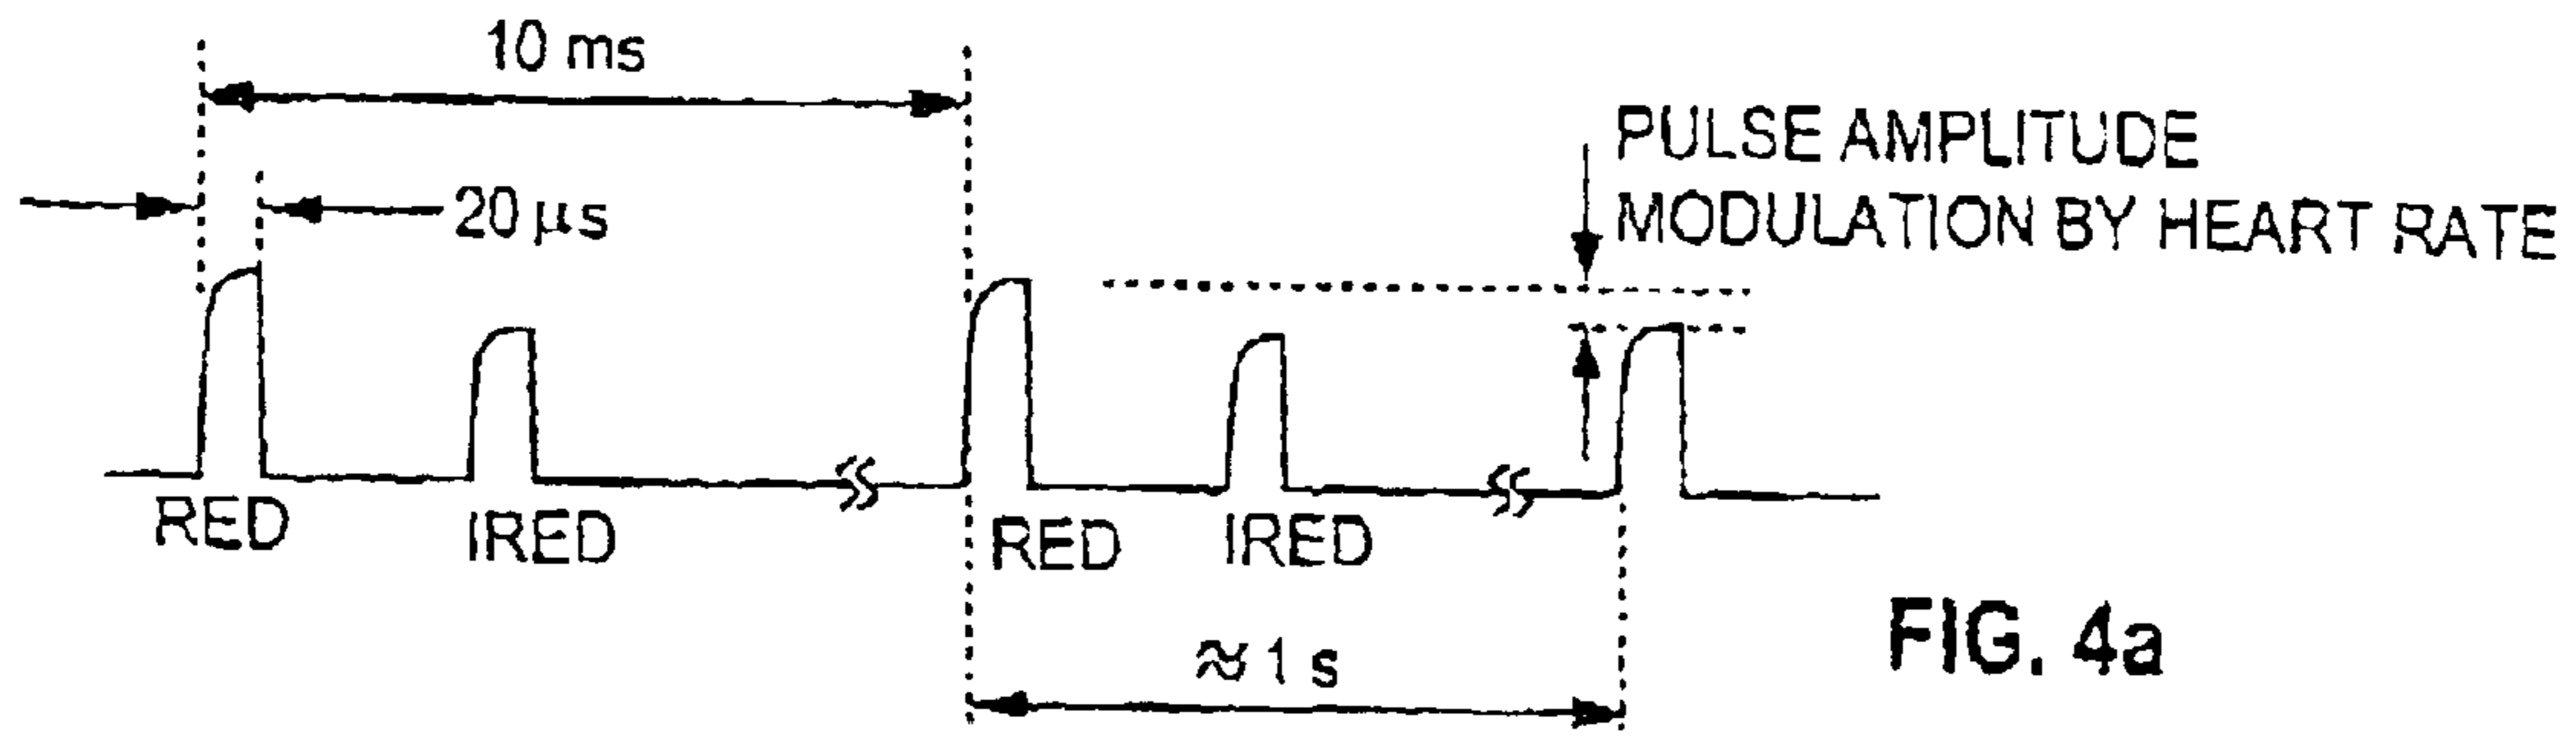 10 ms
PULSE AMPLITUDE
MODULATION BY HEART RATE
20 μs
RED
IRED
RED
IRED
≈ 1 s
FIG. 4a